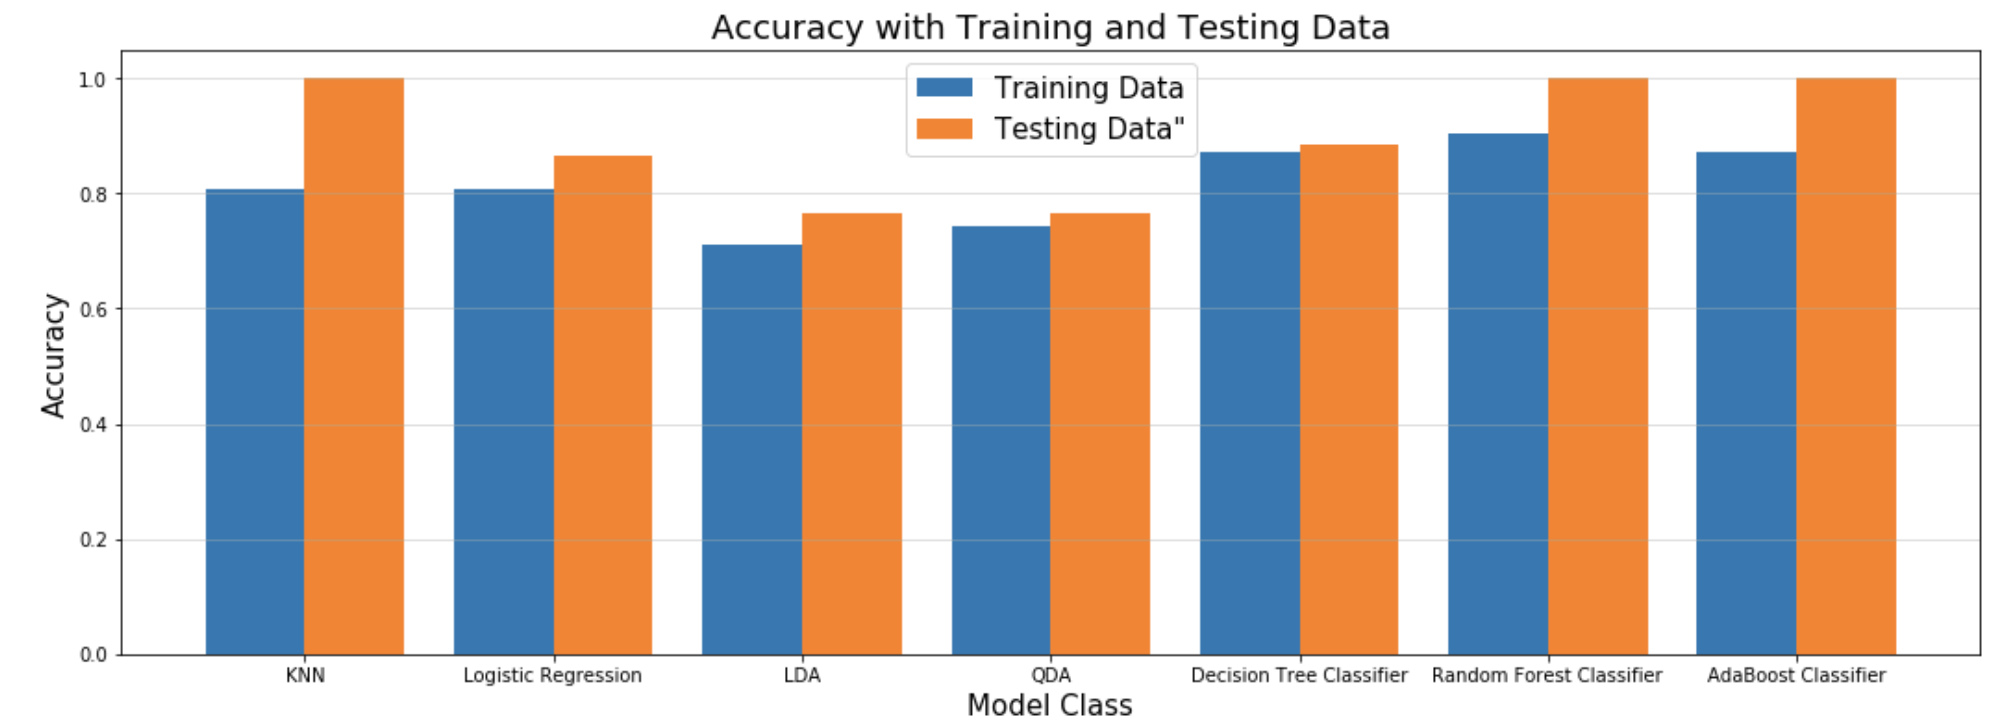 Accuracy with Training and Testing Data
Training Data
Testing Data"
Accuracy
1.0
0.8
0.6
0.4
0.2
0.0
KNN Logistic Regression LDA QDA Decision Tree Classifier Random Forest Classifier AdaBoost Classifier
Model Class